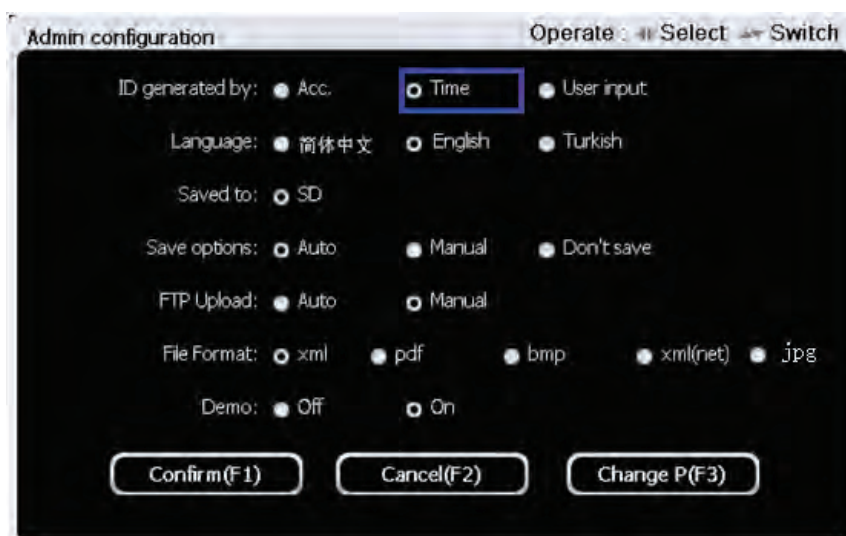 Admin configuration Operate : Select Switch
ID generated by: Acc. Time User input
Language: 简体中文 English Turkish
Saved to: SD
Save options: Auto Manual Don't save
FTP Upload: Auto Manual
File Format: xml pdf bmp xml(net) jpg
Demo: Off On
Confirm(F1) Cancel(F2) Change P(F3)